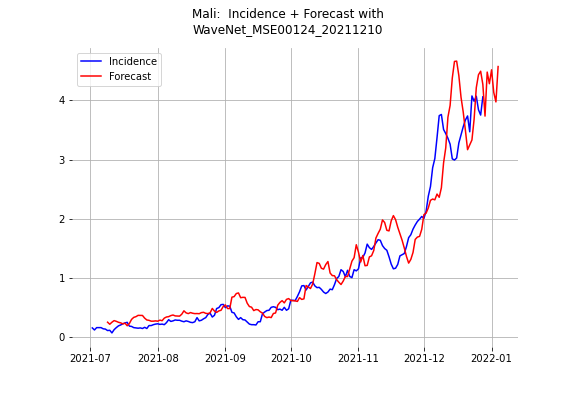 Mali:  Incidence + Forecast with
WaveNet_MSE00124_20211210
Incidence
Forecast
4
3
2
1
0
2021-07 2021-08 2021-09 2021-10 2021-11 2021-12 2022-01